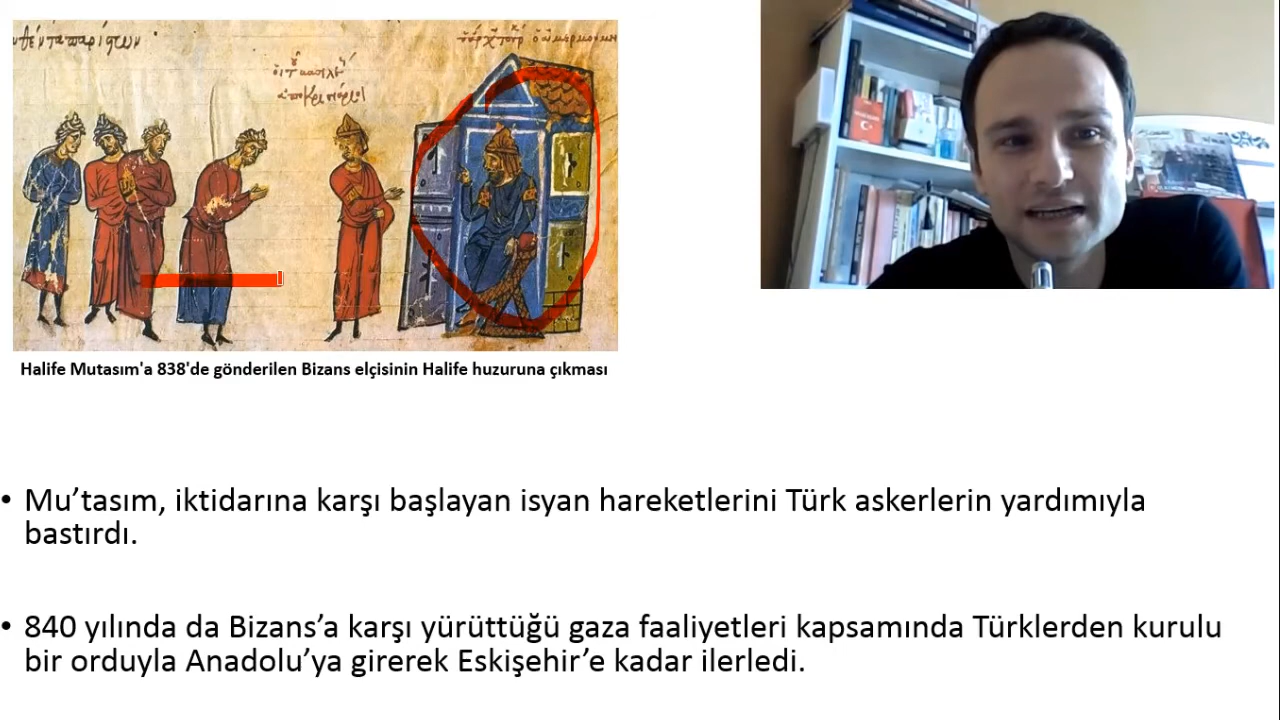 Halife Mutasım'a 838'de gönderilen Bizans elçisinin Halife huzuruna çıkması
• Mu’tasım, iktidarına karşı başlayan isyan hareketlerini Türk askerlerin yardımıyla
bastırdı.
• 840 yılında da Bizans’a karşı yürüttüğü gaza faaliyetleri kapsamında Türklerden kurulu
bir orduyla Anadolu’ya girerek Eskişehir’e kadar ilerledi.